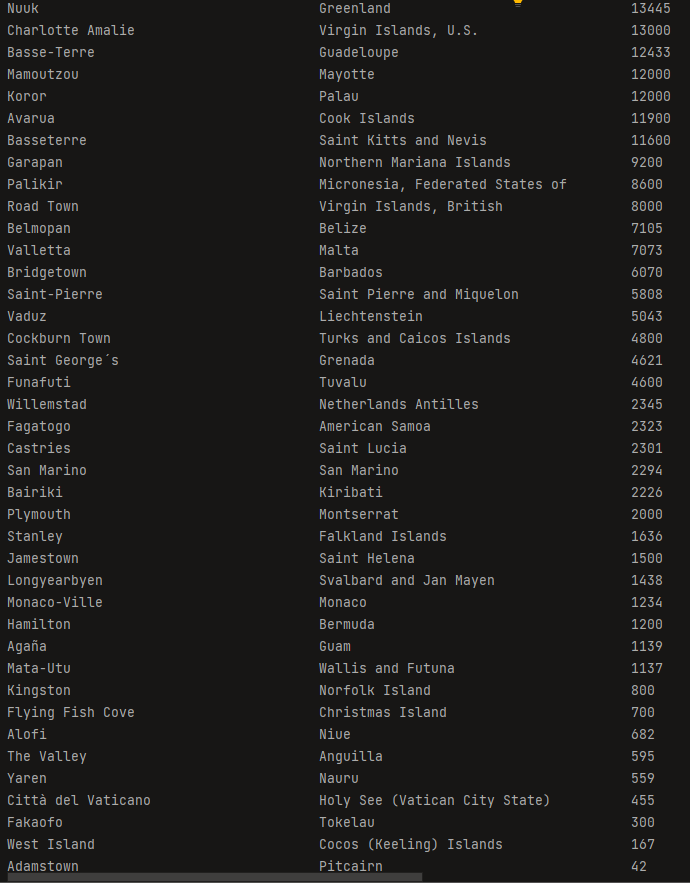 Nuuk Greenland 13445
Charlotte Amalie Virgin Islands, U.S. 13000
Basse-Terre Guadeloupe 12433
Mamoutzou Mayotte 12000
Koror Palau 12000
Avarua Cook Islands 11900
Basseterre Saint Kitts and Nevis 11600
Garapan Northern Mariana Islands 9200
Palikir Micronesia, Federated States of 8600
Road Town Virgin Islands, British 8000
Belmopan Belize 7105
Valletta Malta 7073
Bridgetown Barbados 6070
Saint-Pierre Saint Pierre and Miquelon 5808
Vaduz Liechtenstein 5043
Cockburn Town Turks and Caicos Islands 4800
Saint George´s Grenada 4621
Funafuti Tuvalu 4600
Willemstad Netherlands Antilles 2345
Fagatogo American Samoa 2323
Castries Saint Lucia 2301
San Marino San Marino 2294
Bairiki Kiribati 2226
Plymouth Montserrat 2000
Stanley Falkland Islands 1636
Jamestown Saint Helena 1500
Longyearbyen Svalbard and Jan Mayen 1438
Monaco-Ville Monaco 1234
Hamilton Bermuda 1200
Agaña Guam 1139
Mata-Utu Wallis and Futuna 1137
Kingston Norfolk Island 800
Flying Fish Cove Christmas Island 700
Alofi Niue 682
The Valley Anguilla 595
Yaren Nauru 559
Città del Vaticano Holy See (Vatican City State) 455
Fakaofo Tokelau 300
West Island Cocos (Keeling) Islands 167
Adamstown Pitcairn 42